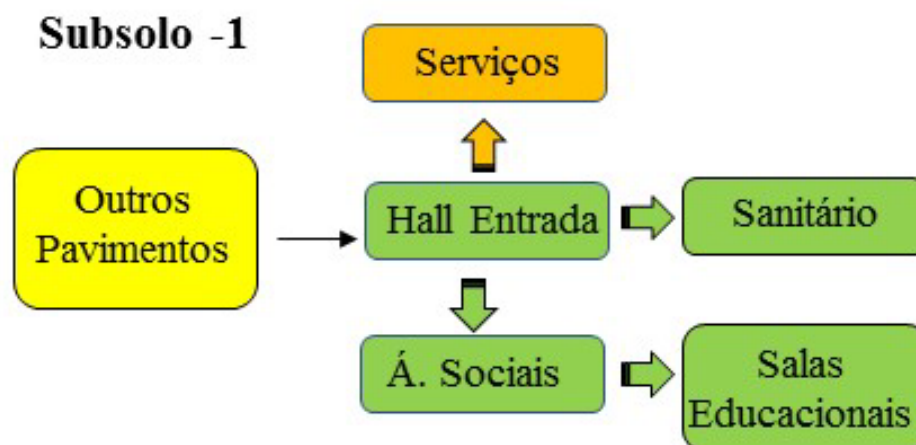 Subsolo -1
Serviços
Outros
Pavimentos
Hall Entrada
Sanitário
Á. Sociais
Salas
Educacionais